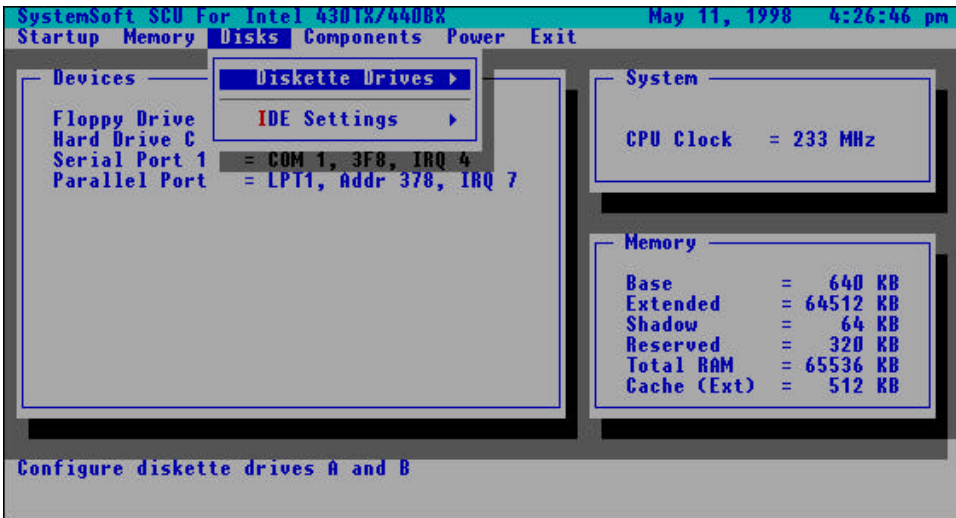 SystemSoft SCU For Intel 430TX/440BX May 11, 1998 4:26:46 pm
Startup Memory Disks Components Power Exit
Devices
Diskette Drives
IDE Settings
Floppy Drive
Hard Drive C
Serial Port 1 = COM 1, 3F8, IRQ 4
Parallel Port = LPT1, Addr 378, IRQ 7
System
CPU Clock = 233 MHz
Memory
Base = 640 KB
Extended = 64512 KB
Shadow = 64 KB
Reserved = 320 KB
Total RAM = 65536 KB
Cache (Ext) = 512 KB
Configure diskette drives A and B